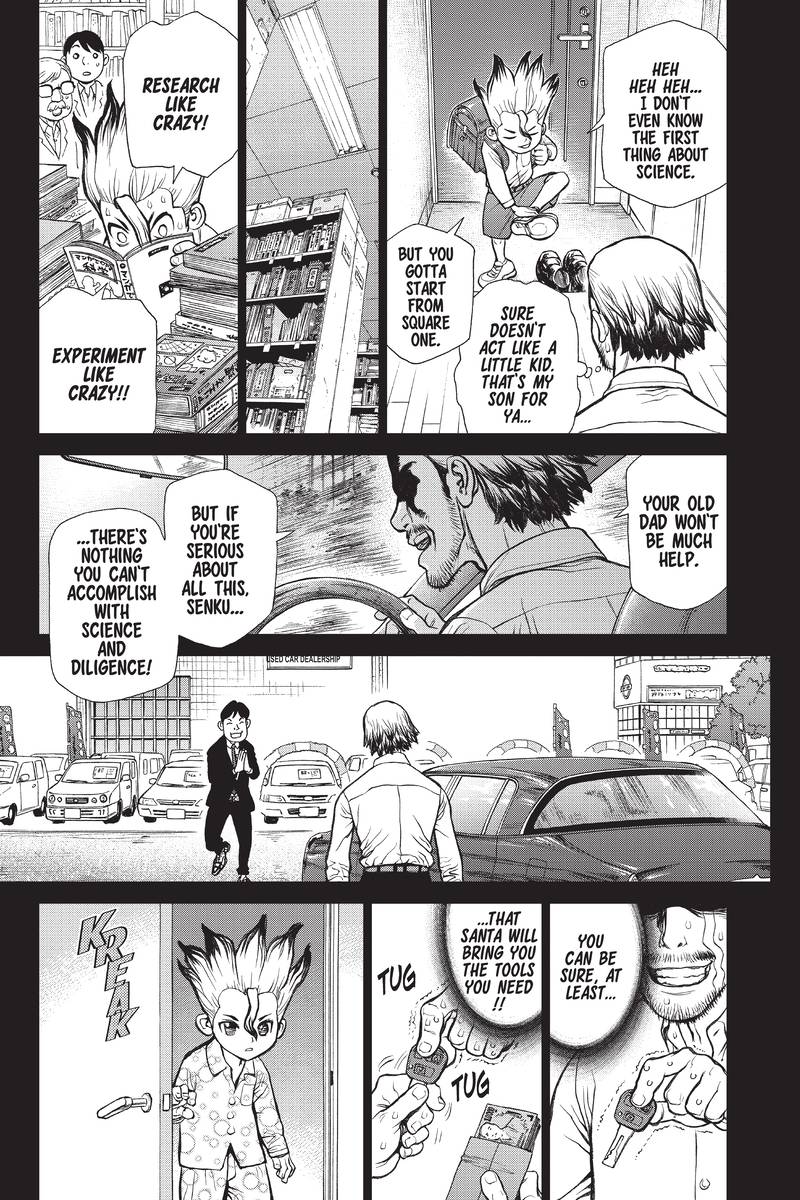 HEH
HEH HEH...
I DON'T
EVEN KNOW
THE FIRST
THING ABOUT
SCIENCE.
BUT YOU
GOTTA
START
FROM
SQUARE
ONE.
SURE
DOESN'T
ACT LIKE A
LITTLE KID.
THAT'S MY
SON FOR
YA...
RESEARCH
LIKE
CRAZY!
EXPERIMENT
LIKE
CRAZY!!
YOUR OLD
DAD WON'T
BE MUCH
HELP.
BUT IF
YOU'RE
SERIOUS
ABOUT
ALL THIS,
SENKU...
...THERE'S
NOTHING
YOU CAN'T
ACCOMPLISH
WITH
SCIENCE
AND
DILIGENCE!
USED CAR DEALERSHIP
YOU
CAN BE
SURE, AT
LEAST...
...THAT
SANTA WILL
BRING YOU
THE TOOLS
YOU NEED
!!
TUG
TUG
KREAK